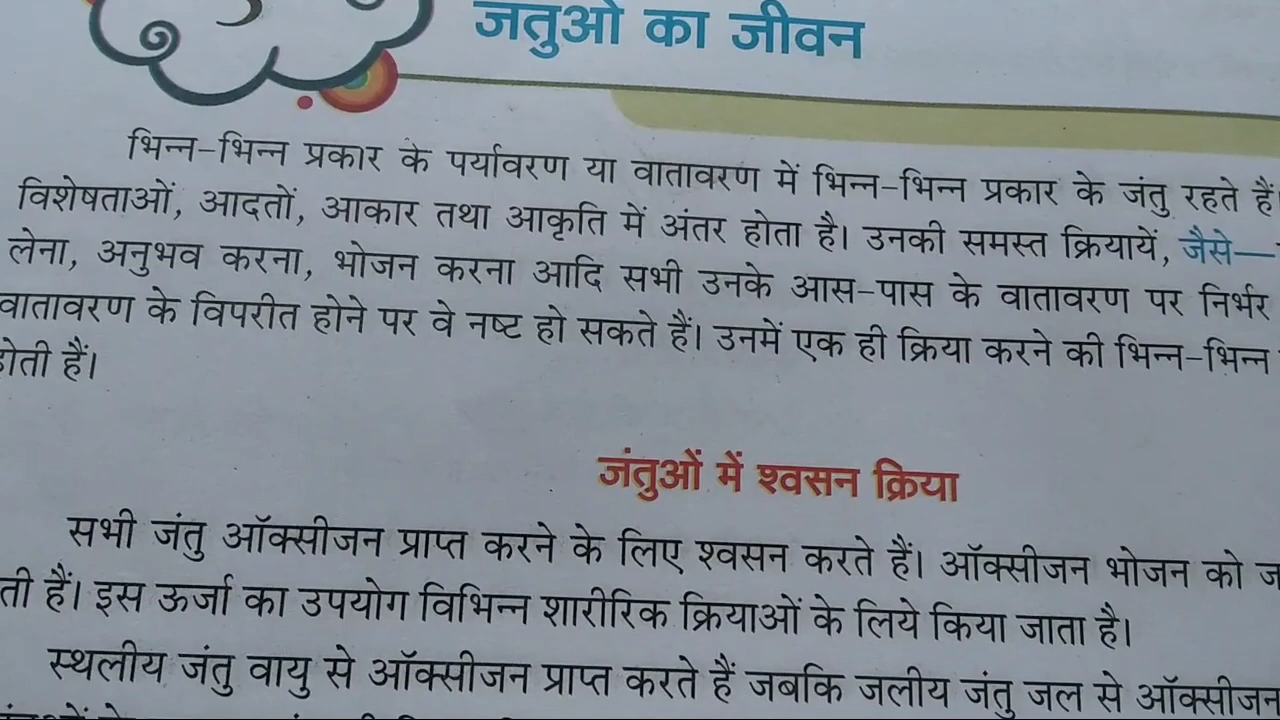 जंतुओं का जीवन
भिन्न-भिन्न प्रकार के पर्यावरण या वातावरण में भिन्न-भिन्न प्रकार के जंतु रहते हैं
विशेषताओं, आदतों, आकार तथा आकृति में अंतर होता है। उनकी समस्त क्रियायें, जैसे—
लेना, अनुभव करना, भोजन करना आदि सभी उनके आस-पास के वातावरण पर निर्भर
वातावरण के विपरीत होने पर वे नष्ट हो सकते हैं। उनमें एक ही क्रिया करने की भिन्न-भिन्न
होती हैं।
जंतुओं में श्वसन क्रिया
सभी जंतु ऑक्सीजन प्राप्त करने के लिए श्वसन करते हैं। ऑक्सीजन भोजन को
ती हैं। इस ऊर्जा का उपयोग विभिन्न शारीरिक क्रियाओं के लिये किया जाता है।
स्थलीय जंतु वायु से ऑक्सीजन प्राप्त करते हैं जबकि जलीय जंतु जल से ऑक्सीजन